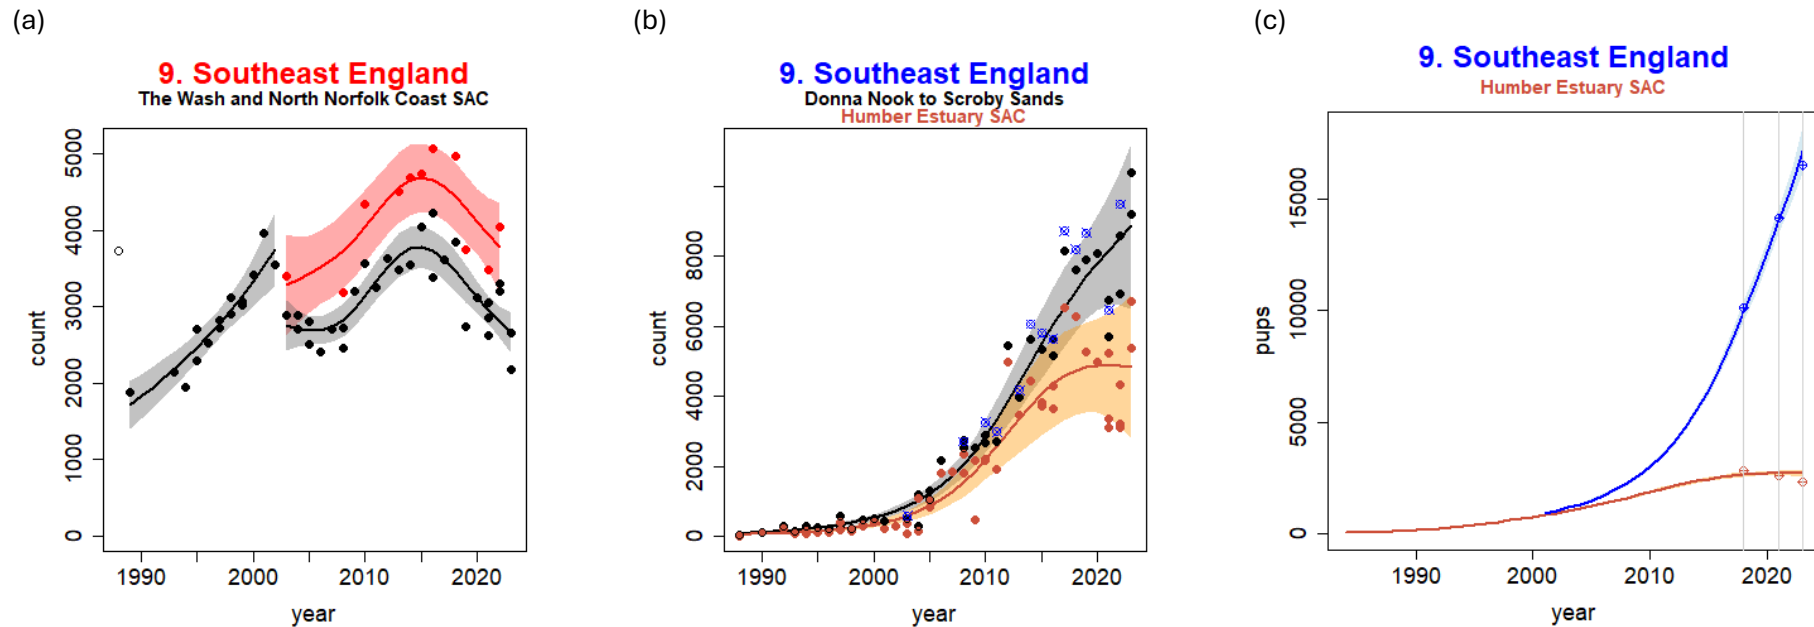 (a)
9. Southeast England
The Wash and North Norfolk Coast SAC
count
0
1000
2000
3000
4000
5000
1990
2000
2010
2020
year
(b)
9. Southeast England
Donna Nook to Scroby Sands
Humber Estuary SAC
count
0
2000
4000
6000
8000
1990
2000
2010
2020
year
(c)
9. Southeast England
Humber Estuary SAC
pups
0
5000
10000
15000
1990
2000
2010
2020
year